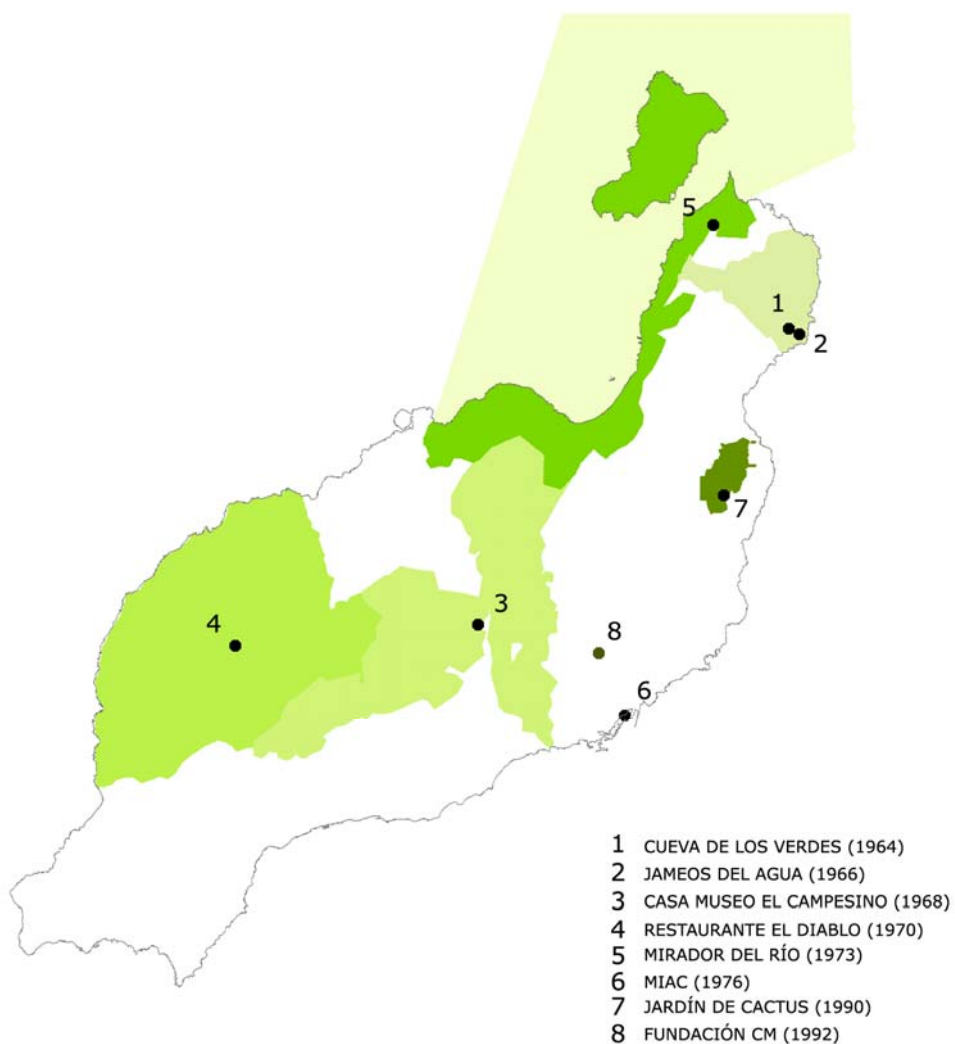 5
1
2
7
3
4
8
6
1 CUEVA DE LOS VERDES (1964)
2 JAMEOS DEL AGUA (1966)
3 CASA MUSEO EL CAMPESINO (1968)
4 RESTAURANTE EL DIABLO (1970)
5 MIRADOR DEL RÍO (1973)
6 MIAC (1976)
7 JARDÍN DE CACTUS (1990)
8 FUNDACIÓN CM (1992)